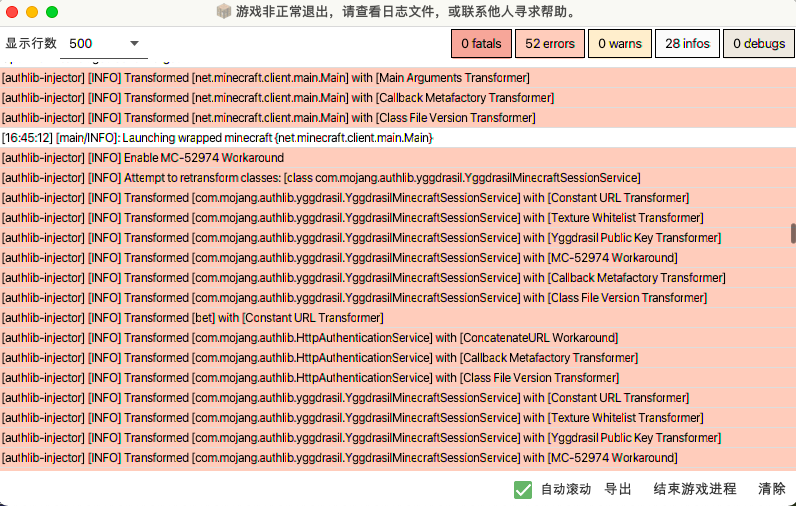 游戏非正常退出，请查看日志文件，或联系他人寻求帮助。
显示行数 500 0 fatals 52 errors 0 warns 28 infos 0 debugs
[authlib-injector] [INFO] Transformed [net.minecraft.client.main.Main] with [Main Arguments Transformer]
[authlib-injector] [INFO] Transformed [net.minecraft.client.main.Main] with [Callback Metafactory Transformer]
[authlib-injector] [INFO] Transformed [net.minecraft.client.main.Main] with [Class File Version Transformer]
[16:45:12] [main/INFO]: Launching wrapped minecraft {net.minecraft.client.main.Main}
[authlib-injector] [INFO] Enable MC-52974 Workaround
[authlib-injector] [INFO] Attempt to retransform classes: [class com.mojang.authlib.yggdrasil.YggdrasilMinecraftSessionService]
[authlib-injector] [INFO] Transformed [com.mojang.authlib.yggdrasil.YggdrasilMinecraftSessionService] with [Constant URL Transformer]
[authlib-injector] [INFO] Transformed [com.mojang.authlib.yggdrasil.YggdrasilMinecraftSessionService] with [Texture Whitelist Transformer]
[authlib-injector] [INFO] Transformed [com.mojang.authlib.yggdrasil.YggdrasilMinecraftSessionService] with [Yggdrasil Public Key Transformer]
[authlib-injector] [INFO] Transformed [com.mojang.authlib.yggdrasil.YggdrasilMinecraftSessionService] with [MC-52974 Workaround]
[authlib-injector] [INFO] Transformed [com.mojang.authlib.yggdrasil.YggdrasilMinecraftSessionService] with [Callback Metafactory Transformer]
[authlib-injector] [INFO] Transformed [com.mojang.authlib.yggdrasil.YggdrasilMinecraftSessionService] with [Class File Version Transformer]
[authlib-injector] [INFO] Transformed [bet] with [Constant URL Transformer]
[authlib-injector] [INFO] Transformed [com.mojang.authlib.HttpAuthenticationService] with [ConcatenateURL Workaround]
[authlib-injector] [INFO] Transformed [com.mojang.authlib.HttpAuthenticationService] with [Callback Metafactory Transformer]
[authlib-injector] [INFO] Transformed [com.mojang.authlib.HttpAuthenticationService] with [Class File Version Transformer]
[authlib-injector] [INFO] Transformed [com.mojang.authlib.yggdrasil.YggdrasilMinecraftSessionService] with [Constant URL Transformer]
[authlib-injector] [INFO] Transformed [com.mojang.authlib.yggdrasil.YggdrasilMinecraftSessionService] with [Texture Whitelist Transformer]
[authlib-injector] [INFO] Transformed [com.mojang.authlib.yggdrasil.YggdrasilMinecraftSessionService] with [Yggdrasil Public Key Transformer]
[authlib-injector] [INFO] Transformed [com.mojang.authlib.yggdrasil.YggdrasilMinecraftSessionService] with [MC-52974 Workaround]
自动滚动 导出 结束游戏进程 清除